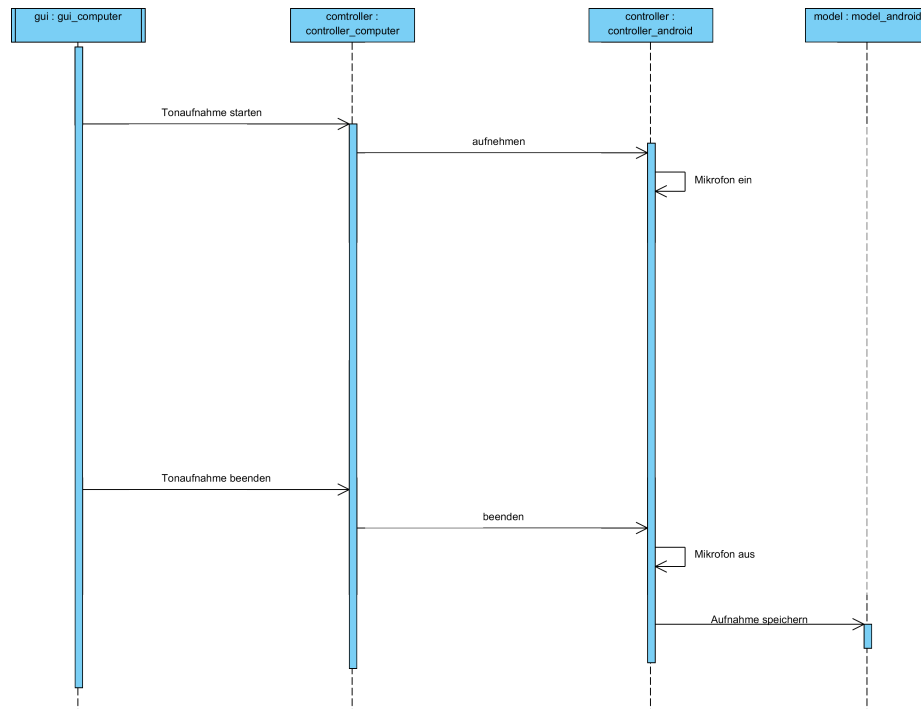 gui : gui_computer
comtroller :
controller_computer
controller :
controller_android
model : model_android
Tonaufnahme starten
aufnehmen
Mikrofon ein
Tonaufnahme beenden
beenden
Mikrofon aus
Aufnahme speichern